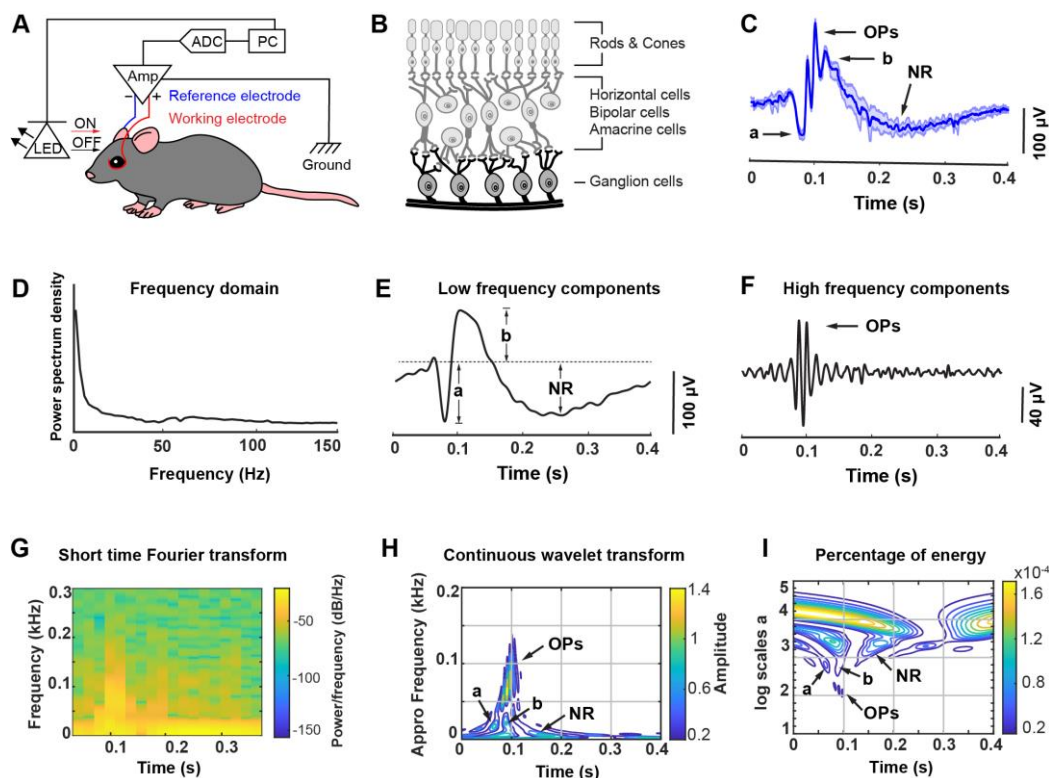 A
ADC
PC
Amp
− +
Reference electrode
Working electrode
LED
ON
OFF
Ground
B
Rods & Cones
Horizontal cells
Bipolar cells
Amacrine cells
Ganglion cells
C
OPs
b
NR
a
100 µV
0 0.1 0.2 0.3 0.4
Time (s)
D
Frequency domain
Power spectrum density
0 50 100 150
Frequency (Hz)
E
Low frequency components
b
a
NR
100 µV
0 0.1 0.2 0.3 0.4
Time (s)
F
High frequency components
OPs
40 µV
0 0.1 0.2 0.3 0.4
Time (s)
G
Short time Fourier transform
Frequency (kHz)
0.3
0.2
0.1
0
0.1 0.2 0.3
Time (s)
-50
-100
-150
Power/frequency (dB/Hz)
H
Continuous wavelet transform
Appro Frequency (kHz)
0.2
0.1
0
OPs
a
b
NR
0 0.1 0.2 0.3 0.4
Time (s)
1.4
1
0.6
0.2
Amplitude
I
Percentage of energy
log scales a
5
4
3
2
1
a
b
NR
OPs
0 0.1 0.2 0.3 0.4
Time (s)
x10-4
1.6
1.2
0.8
0.4